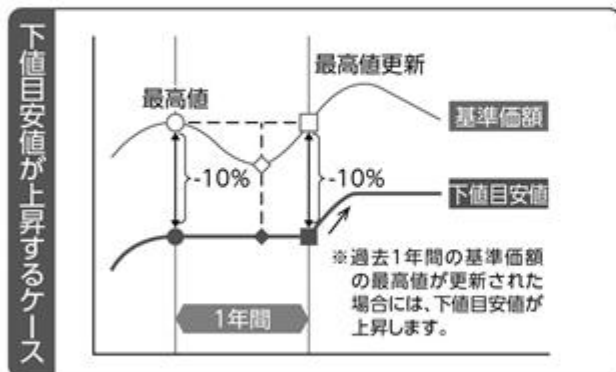 下値目安値が上昇するケース
最高値更新
最高値
基準価額
-10%
-10%
下値目安値
※過去1年間の基準価額
の最高値が更新された
場合には、下値目安値が
上昇します。
1年間